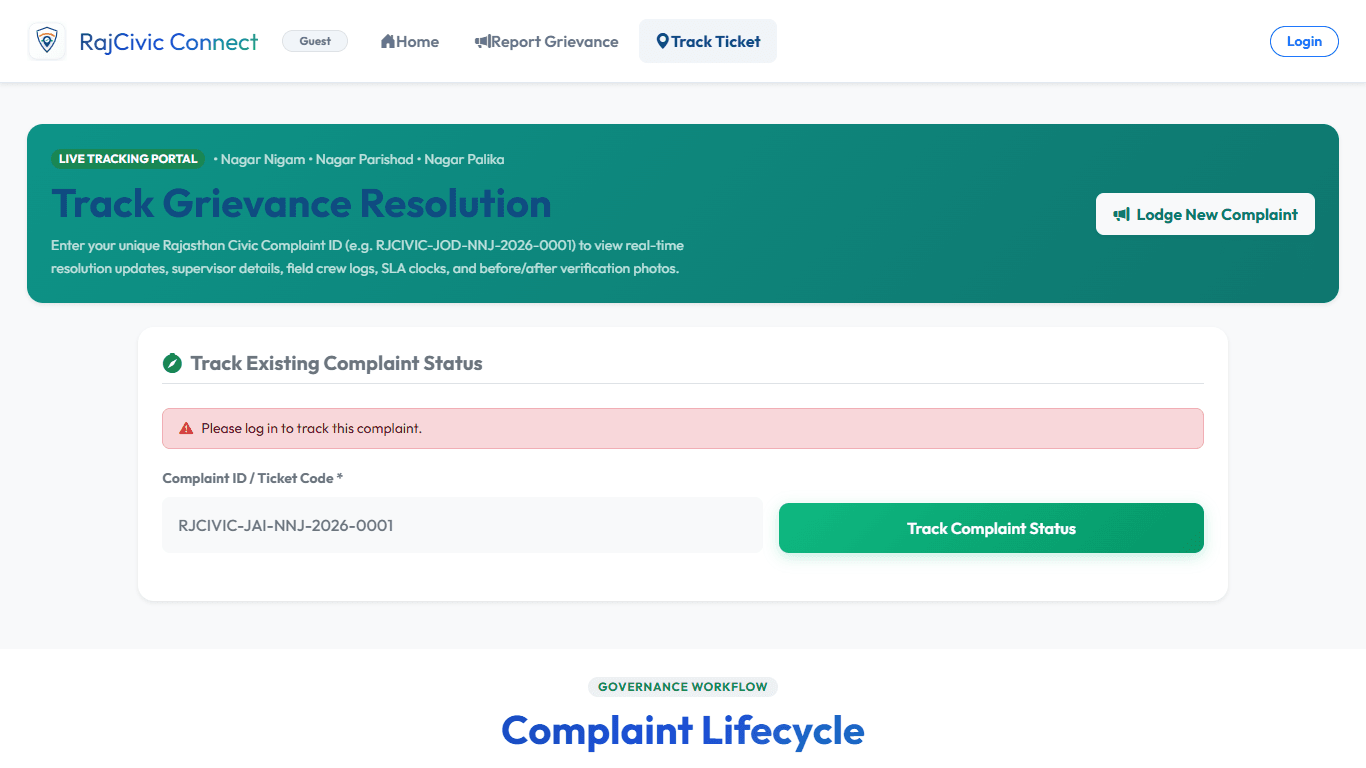 RajCivic Connect
Guest
Home
Report Grievance
Track Ticket
Login
LIVE TRACKING PORTAL • Nagar Nigam • Nagar Parishad • Nagar Palika
Track Grievance Resolution
Enter your unique Rajasthan Civic Complaint ID (e.g. RJCIVIC-JOD-NNJ-2026-0001) to view real-time
resolution updates, supervisor details, field crew logs, SLA clocks, and before/after verification photos.
Lodge New Complaint
Track Existing Complaint Status
Please log in to track this complaint.
Complaint ID / Ticket Code *
RJCIVIC-JAI-NNJ-2026-0001
Track Complaint Status
GOVERNANCE WORKFLOW
Complaint Lifecycle